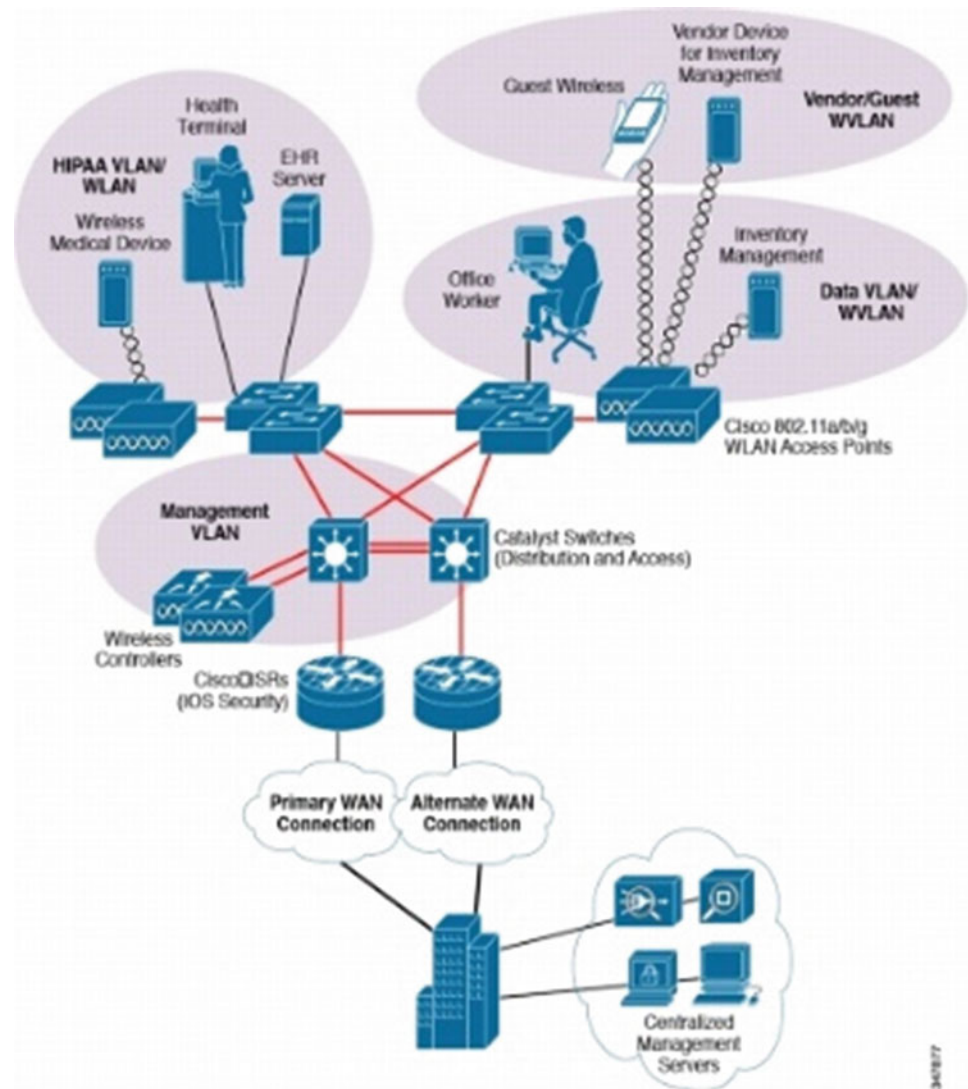 Health
Terminal
HIPAA VLAN/
WLAN
EHR
Server
Wireless
Medical Device
Guest Wireless
Vendor Device
for Inventory
Management
Vendor/Guest
WVLAN
Office
Worker
Inventory
Management
Data VLAN/
WVLAN
Cisco 802.11a/b/g
WLAN Access Points
Management
VLAN
Catalyst Switches
(Distribution and Access)
Wireless
Controllers
Cisco□ISRs
(IOS Security)
Primary WAN
Connection
Alternate WAN
Connection
Centralized
Management
Servers